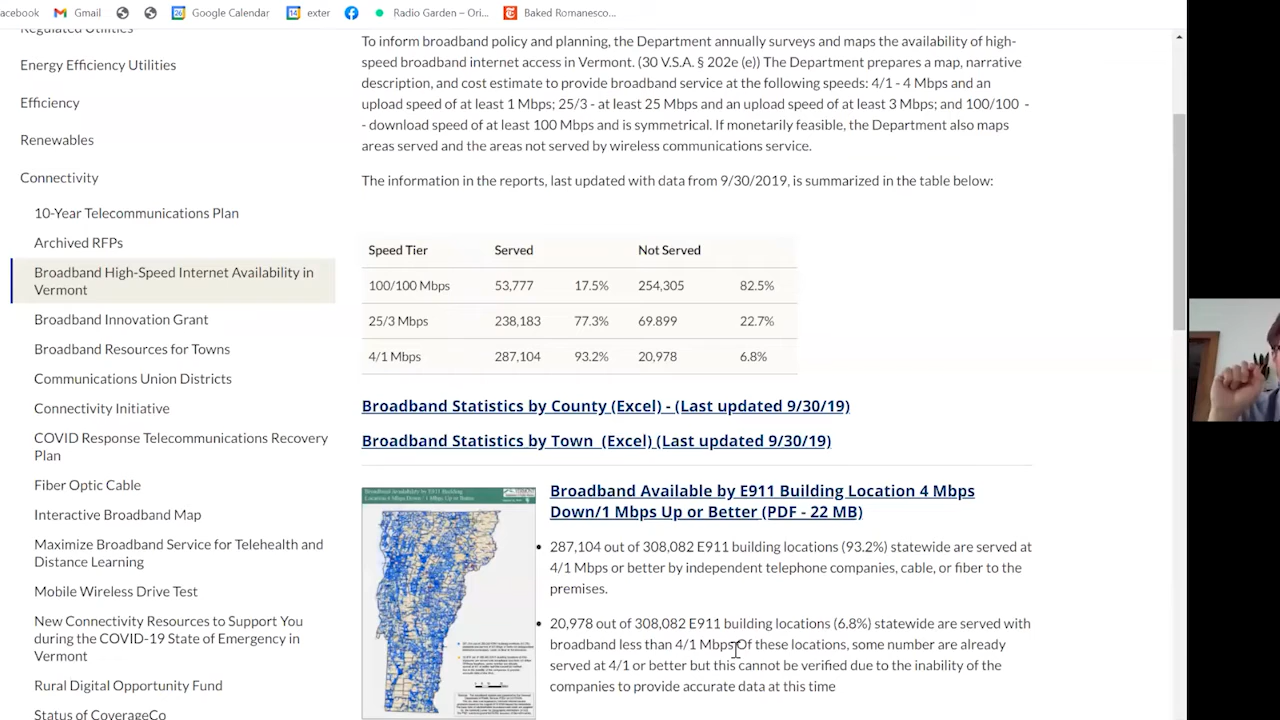 acebook
Gmail
Google Calendar
exter
Radio Garden – Ori...
Baked Romanesco...
Regulated Utilities
Energy Efficiency Utilities
Efficiency
Renewables
Connectivity
10-Year Telecommunications Plan
Archived RFPs
Broadband High-Speed Internet Availability in
Vermont
Broadband Innovation Grant
Broadband Resources for Towns
Communications Union Districts
Connectivity Initiative
COVID Response Telecommunications Recovery
Plan
Fiber Optic Cable
Interactive Broadband Map
Maximize Broadband Service for Telehealth and
Distance Learning
Mobile Wireless Drive Test
New Connectivity Resources to Support You
during the COVID-19 State of Emergency in
Vermont
Rural Digital Opportunity Fund
Status of CoverageCo
To inform broadband policy and planning, the Department annually surveys and maps the availability of high-
speed broadband internet access in Vermont. (30 V.S.A. § 202e (e)) The Department prepares a map, narrative
description, and cost estimate to provide broadband service at the following speeds: 4/1 - 4 Mbps and an
upload speed of at least 1 Mbps; 25/3 - at least 25 Mbps and an upload speed of at least 3 Mbps; and 100/100 -
- download speed of at least 100 Mbps and is symmetrical. If monetarily feasible, the Department also maps
areas served and the areas not served by wireless communications service.
The information in the reports, last updated with data from 9/30/2019, is summarized in the table below:
Speed Tier Served Not Served
100/100 Mbps 53,777 17.5% 254,305 82.5%
25/3 Mbps 238,183 77.3% 69.899 22.7%
4/1 Mbps 287,104 93.2% 20,978 6.8%
Broadband Statistics by County (Excel) - (Last updated 9/30/19)
Broadband Statistics by Town (Excel) (Last updated 9/30/19)
Broadband Availability by E911 Building
Location 4 Mbps Down / 1 Mbps Up or Better
Broadband Available by E911 Bunding Location 4 Mbps
Down/1 Mbps Up or Better (PDF - 22 MB)
287,104 out of 308,082 E911 building locations (93.2%) statewide are served at
4/1 Mbps or better by independent telephone companies, cable, or fiber to the
premises.
20,978 out of 308,082 E911 building locations (6.8%) statewide are served with
broadband less than 4/1 Mbps. Of those locations, some number are already
served at 4/1 or better but this cannot be verified due to the inability of the
companies to provide accurate data at this time